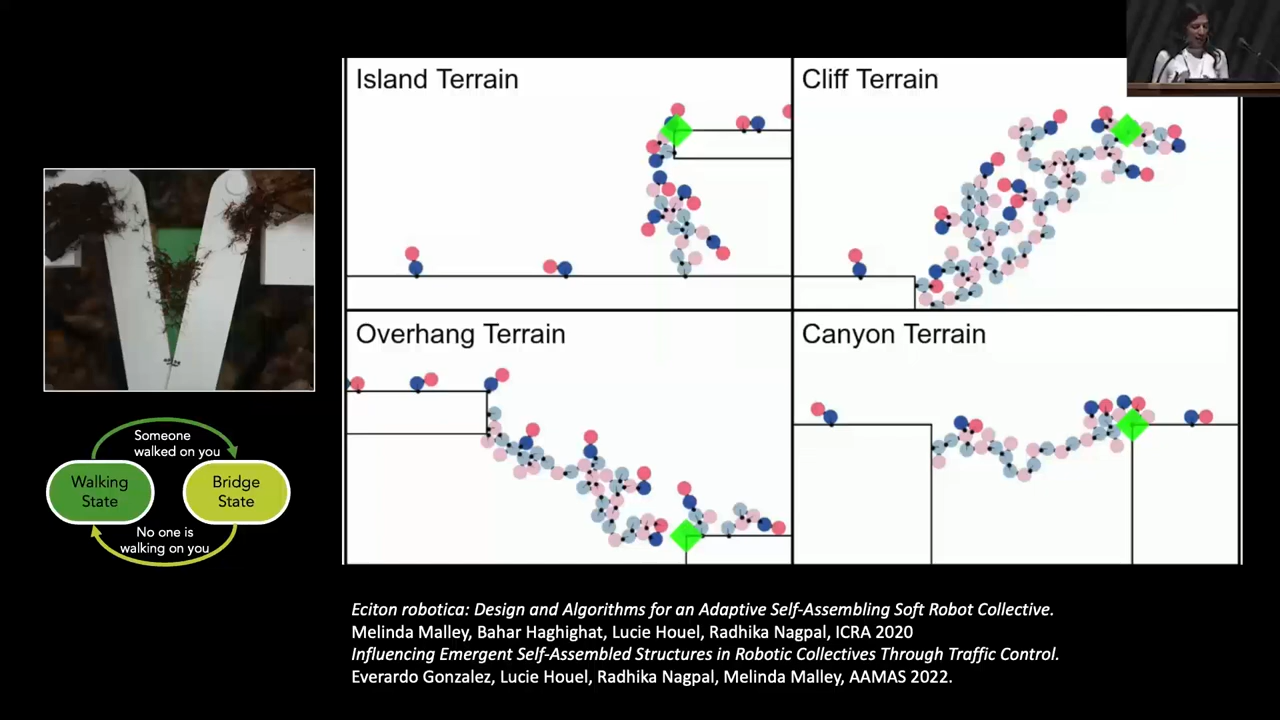 Island Terrain
Cliff Terrain
Overhang Terrain
Canyon Terrain
Someone
walked on you
Walking
State
Bridge
State
No one is
walking on you
Eciton robotica: Design and Algorithms for an Adaptive Self-Assembling Soft Robot Collective.
Melinda Malley, Bahar Haghighat, Lucie Houel, Radhika Nagpal, ICRA 2020
Influencing Emergent Self-Assembled Structures in Robotic Collectives Through Traffic Control.
Everardo Gonzalez, Lucie Houel, Radhika Nagpal, Melinda Malley, AAMAS 2022.